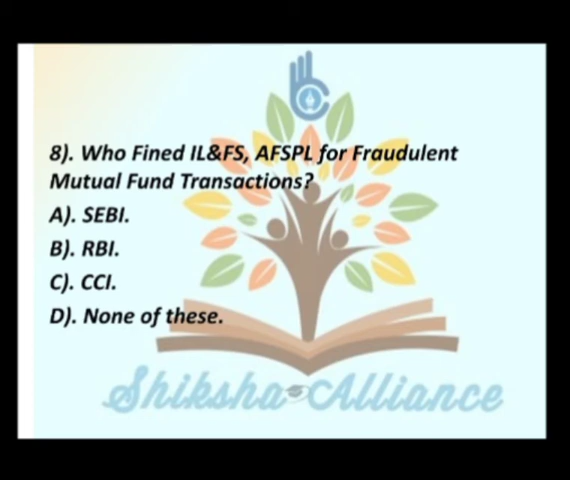 8). Who Fined IL&FS, AFSPL for Fraudulent
Mutual Fund Transactions?
A). SEBI.
B). RBI.
C). CCI.
D). None of these.
Shiksha Alliance